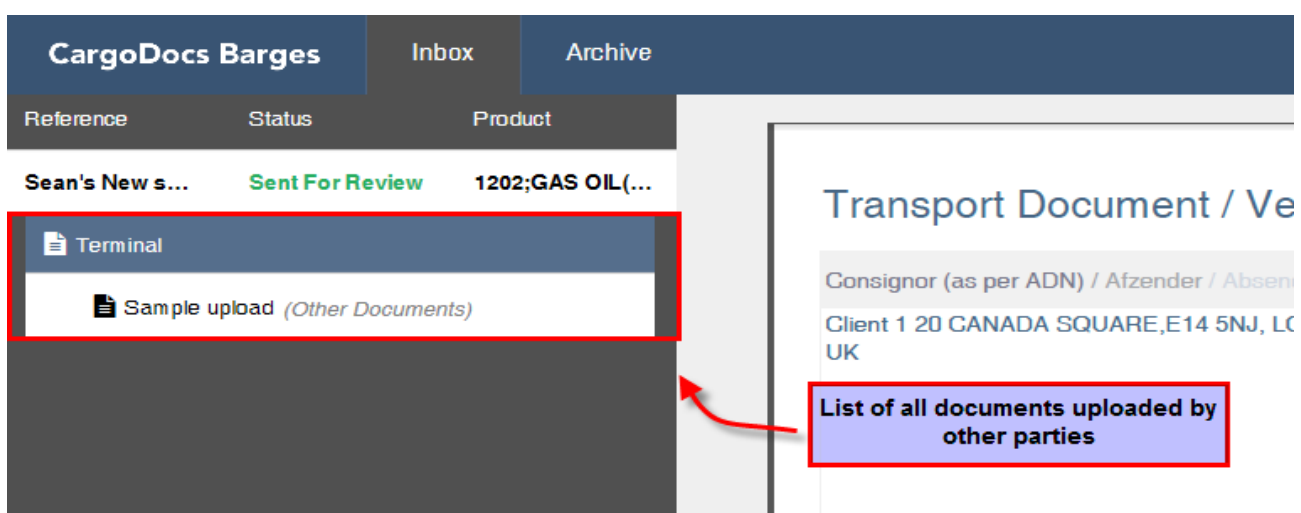 CargoDocs Barges Inbox Archive
Reference Status Product
Sean's New s... Sent For Review 1202;GAS OIL(...
Terminal
Sample upload (Other Documents)
Transport Document / Ve
Consignor (as per ADN) / Afzender / Absen
Client 1 20 CANADA SQUARE,E14 5NJ, LO
UK
List of all documents uploaded by
other parties